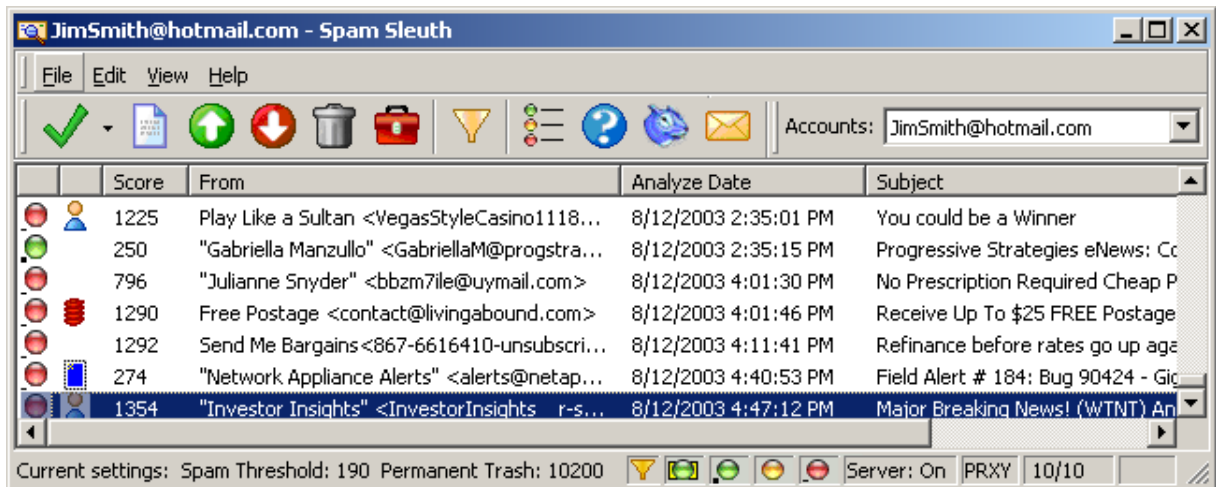 JimSmith@hotmail.com - Spam Sleuth
File Edit View Help
Accounts: JimSmith@hotmail.com
Score From Analyze Date Subject
1225 Play Like a Sultan <VegasStyleCasino1118... 8/12/2003 2:35:01 PM You could be a Winner
250 "Gabriella Manzullo" <GabriellaM@progstra... 8/12/2003 2:35:15 PM Progressive Strategies eNews: Co
796 "Julianne Snyder" <bbzm7ile@uymail.com> 8/12/2003 4:01:30 PM No Prescription Required Cheap P
1290 Free Postage <contact@livingabound.com> 8/12/2003 4:01:46 PM Receive Up To $25 FREE Postage
1292 Send Me Bargains<867-6616410-unsubscri... 8/12/2003 4:11:41 PM Refinance before rates go up aga
274 "Network Appliance Alerts" <alerts@netap... 8/12/2003 4:40:53 PM Field Alert # 184: Bug 90424 - Gig
1354 "Investor Insights" <InvestorInsights_r-s... 8/12/2003 4:47:12 PM Major Breaking News! (WTNT) An
Current settings: Spam Threshold: 190 Permanent Trash: 10200 Server: On PRXY 10/10